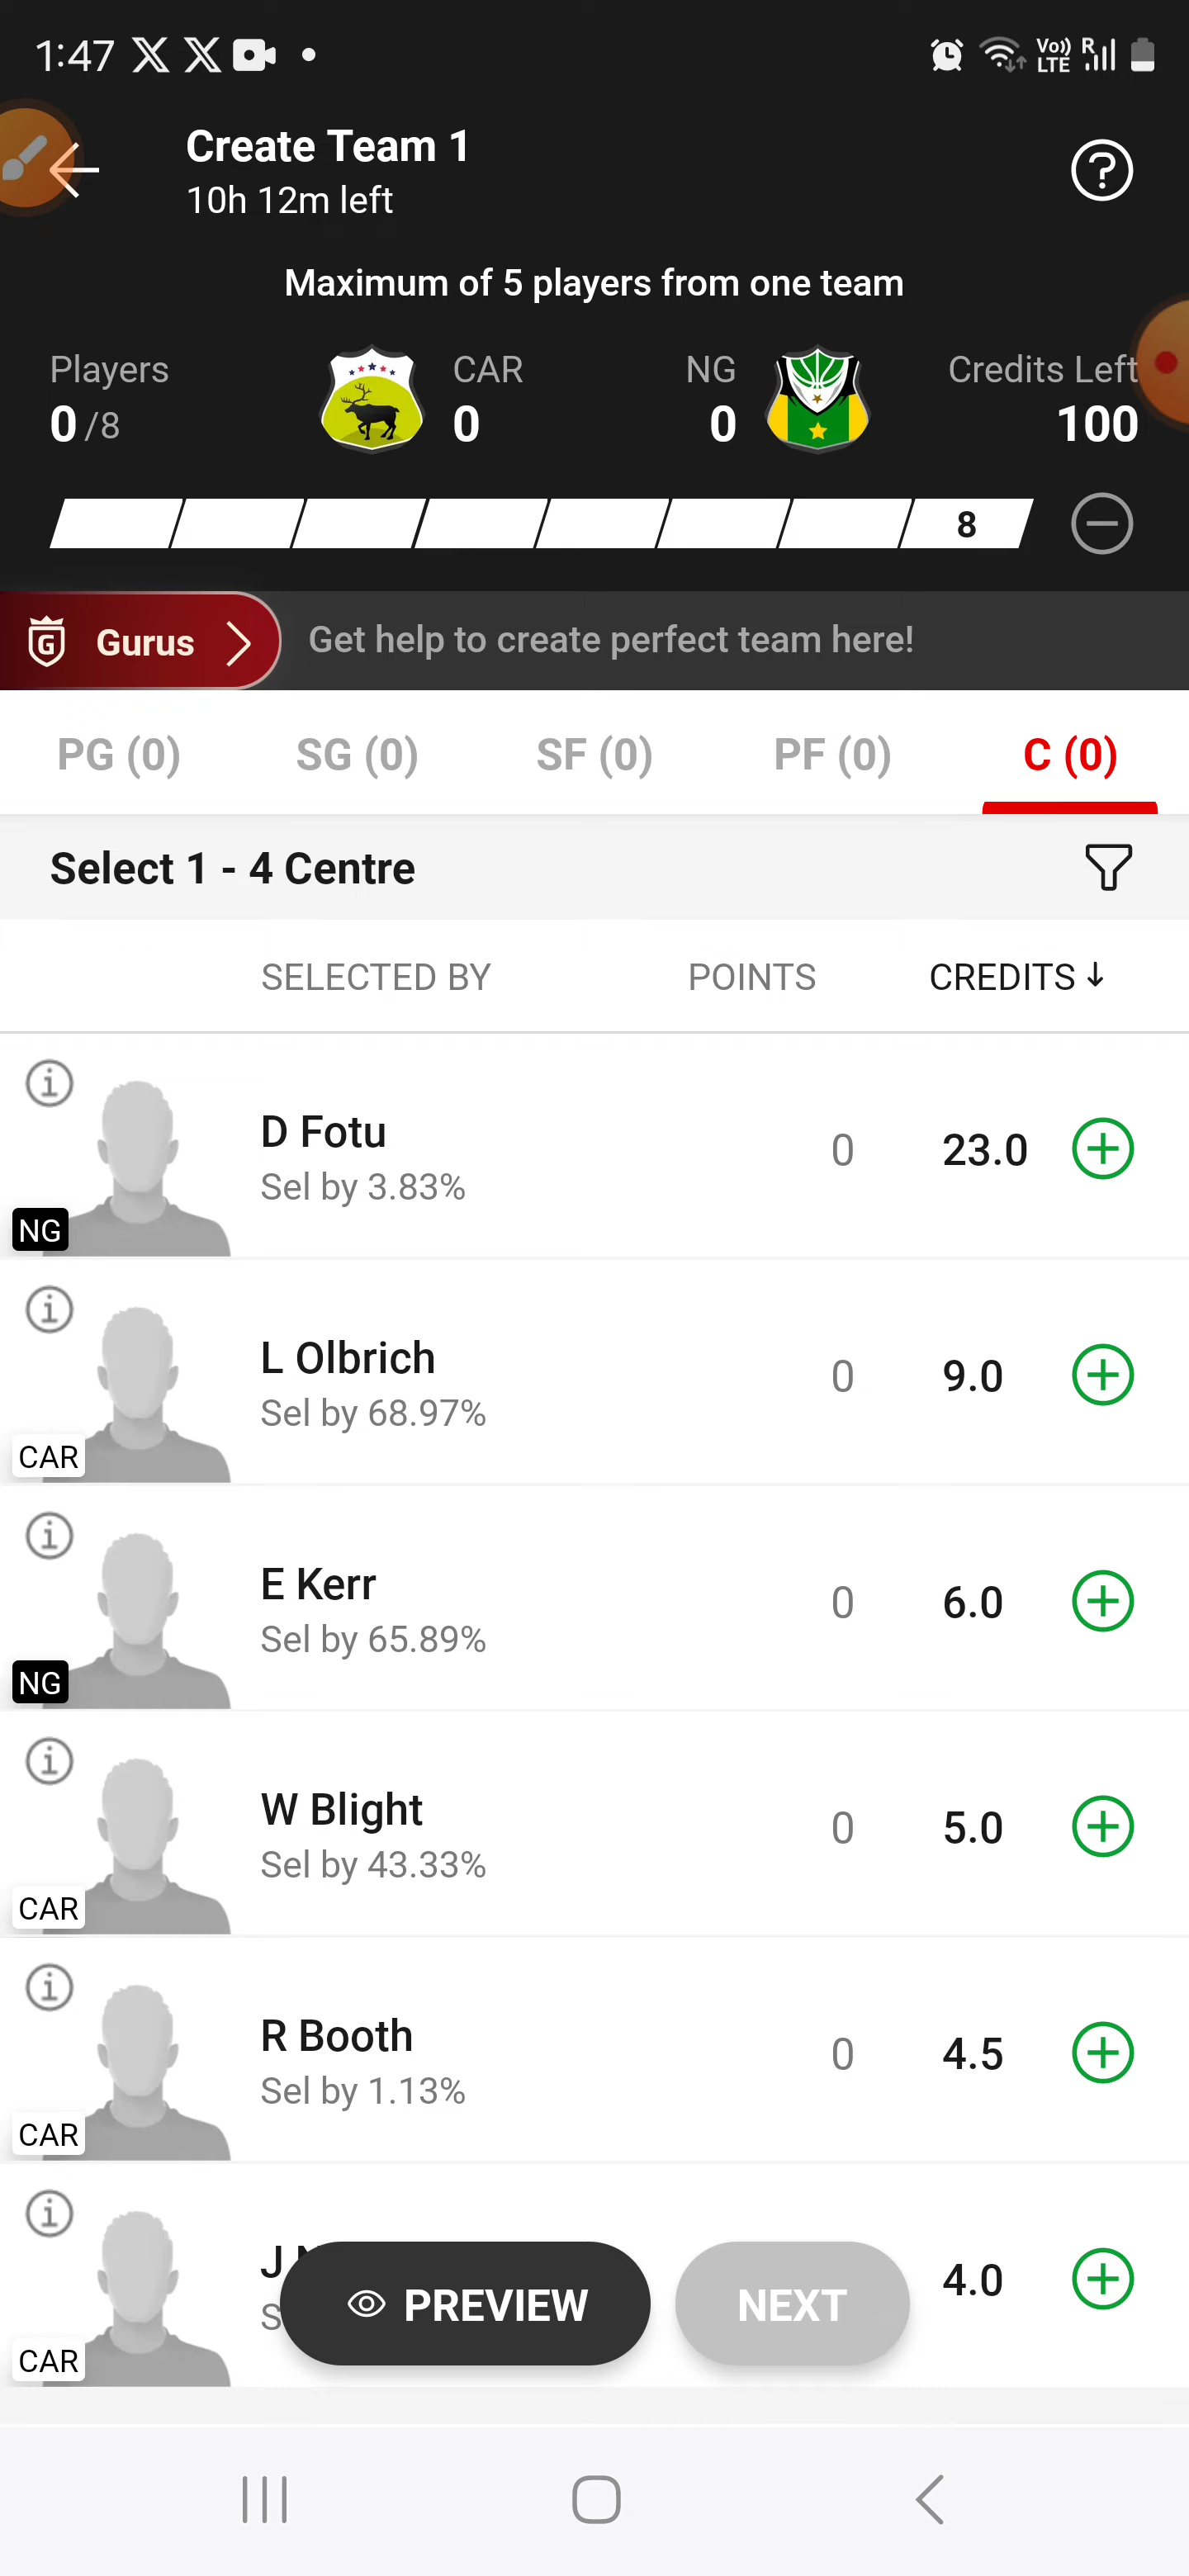 1:47
Vo)) LTE R
Create Team 1
10h 12m left
Maximum of 5 players from one team
Players
0/8
CAR
0
NG
0
Credits Left
100
8
G Gurus
Get help to create perfect team here!
PG (0) SG (0) SF (0) PF (0) C (0)
Select 1 - 4 Centre
SELECTED BY POINTS CREDITS ↓
D Fotu
Sel by 3.83%
0 23.0
NG
L Olbrich
Sel by 68.97%
0 9.0
CAR
E Kerr
Sel by 65.89%
0 6.0
NG
W Blight
Sel by 43.33%
0 5.0
CAR
R Booth
Sel by 1.13%
0 4.5
CAR
J
4.0
CAR
PREVIEW
NEXT